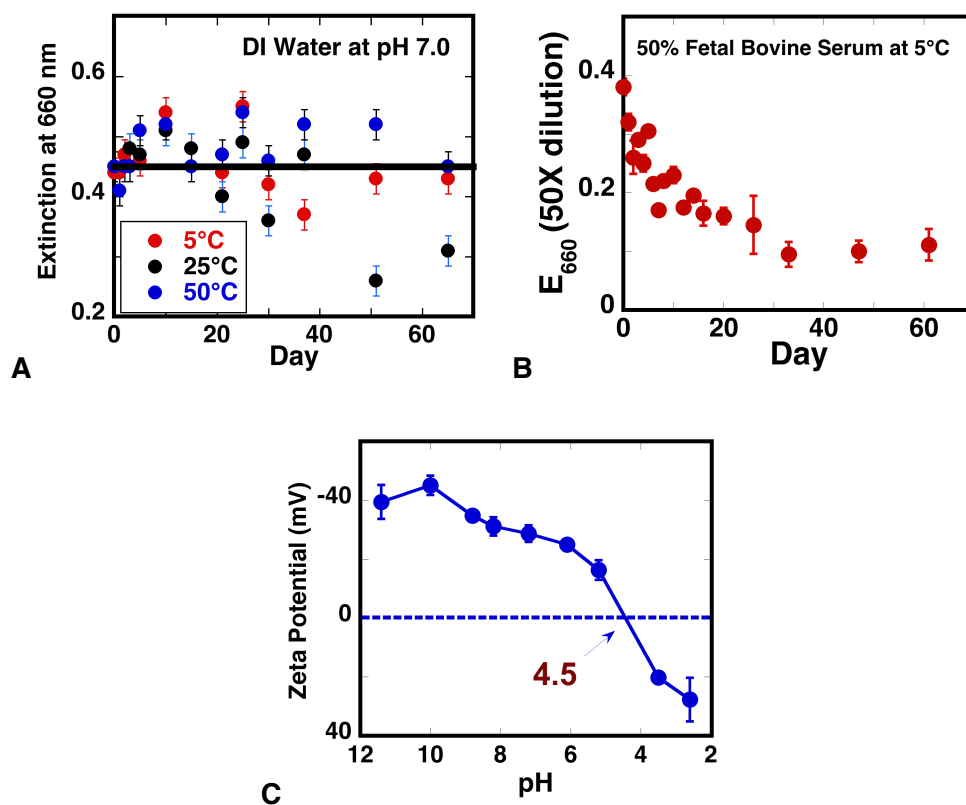 DI Water at pH 7.0
Extinction at 660 nm
0.6
0.4
0.2
5°C
25°C
50°C
0 20 40 60
Day
A
50% Fetal Bovine Serum at 5°C
E660 (50X dilution)
0.4
0.2
0
0 20 40 60
Day
B
Zeta Potential (mV)
-40
0
40
4.5
12 10 8 6 4 2
pH
C